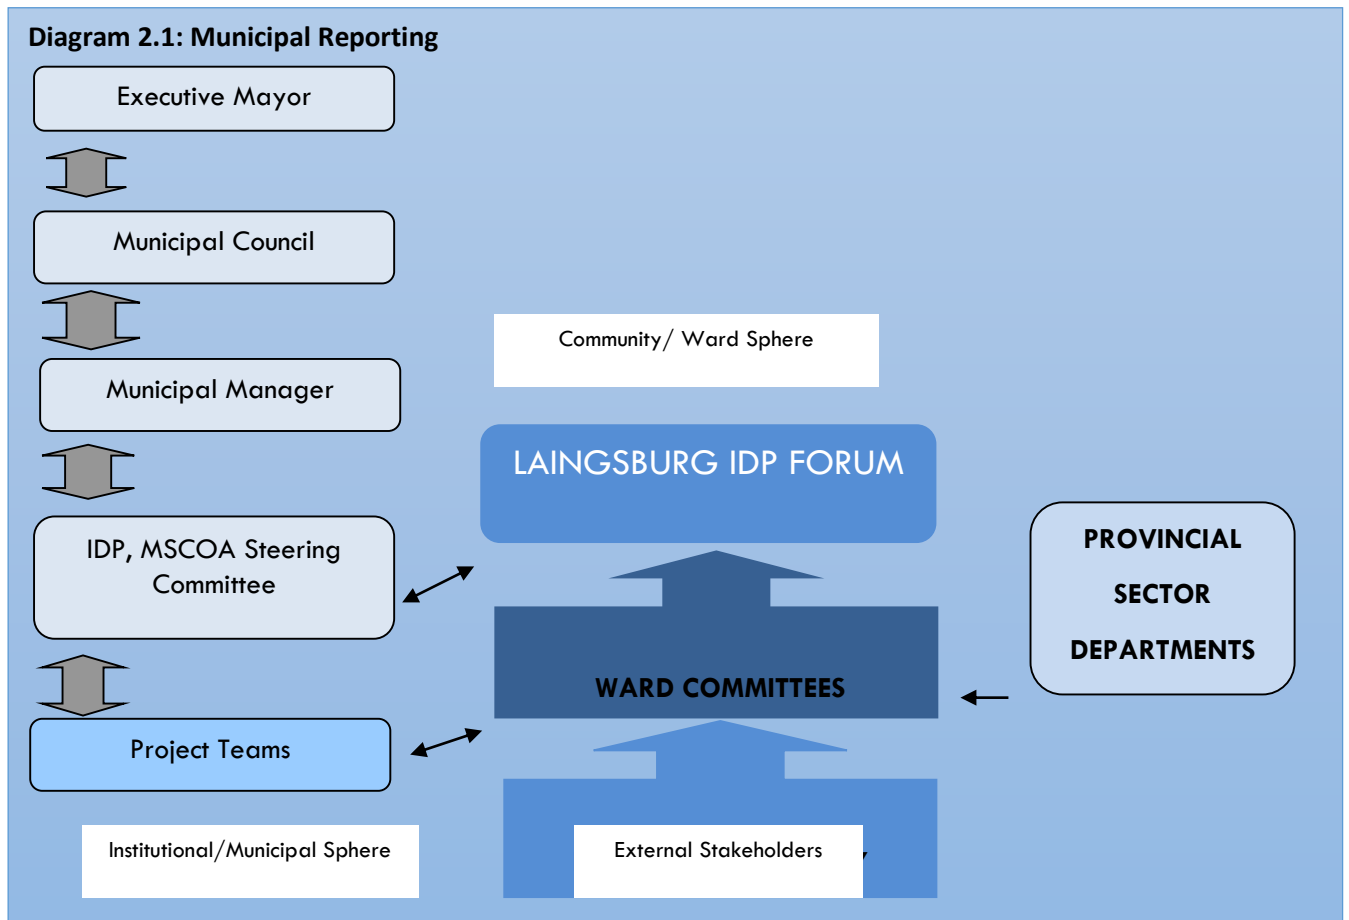 Diagram 2.1: Municipal Reporting
Executive Mayor
Municipal Council
Municipal Manager
IDP, MSCOA Steering
Committee
Project Teams
Institutional/Municipal Sphere
Community/ Ward Sphere
LAINGSBURG IDP FORUM
WARD COMMITTEES
External Stakeholders
PROVINCIAL
SECTOR
DEPARTMENTS